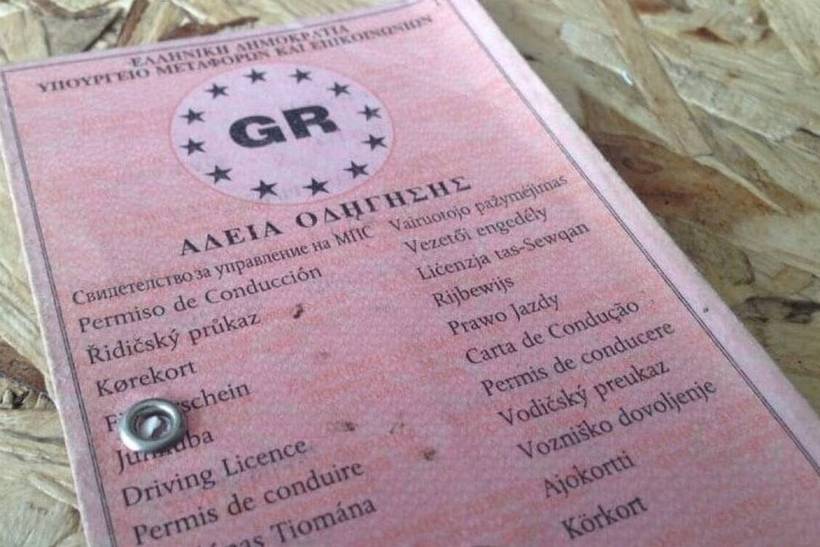 ΕΛΛΗΝΙΚΗ ΔΗΜΟΚΡΑΤΙΑ
ΥΠΟΥΡΓΕΙΟ ΜΕΤΑΦΟΡΩΝ ΚΑΙ ΕΠΙΚΟΙΝΩΝΙΩΝ
GR
ΑΔΕΙΑ ΟΔΗΓΗΣΗΣ
Свидетелство за управление на МПС
Permiso de Conducción
Řidičský průkaz
Kørekort
Driving Licence
Permis de conduire
Tiomána
Vairuotojo pažymėjimas
Vezetői engedély
Liċenzja tas-Sewqan
Rijbewijs
Prawo Jazdy
Carta de Condução
Permis de conducere
Vodičský preukaz
Vozniško dovoljenje
Ajokortti
Körkort